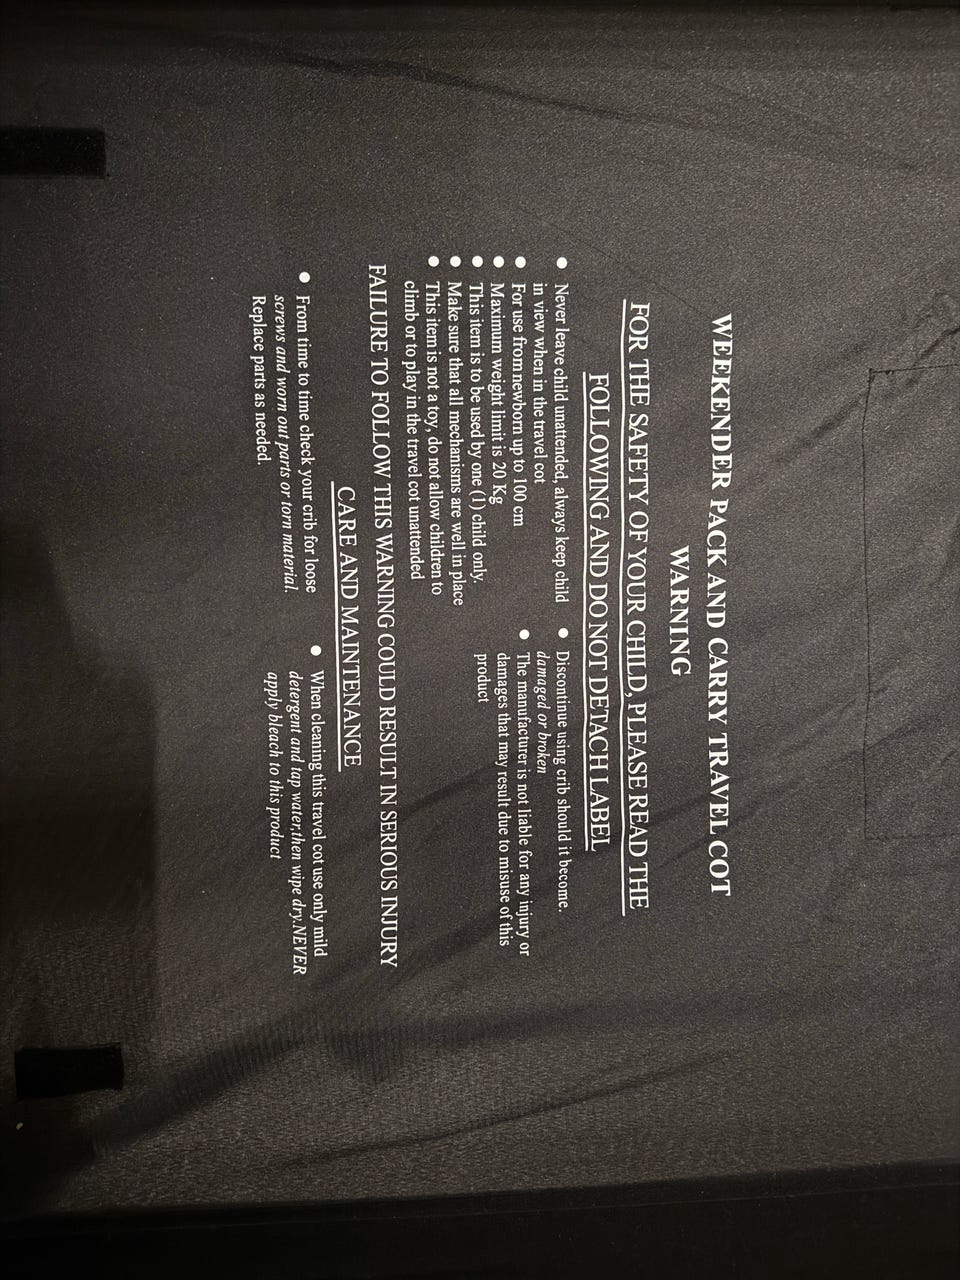 WEEKENDER PACK AND CARRY TRAVEL COT
WARNING
FOR THE SAFETY OF YOUR CHILD, PLEASE READ THE
FOLLOWING AND DO NOT DETACH LABEL
● Never leave child unattended, always keep child
in view when in the travel cot
● For use from newborn up to 100 cm
● Maximum weight limit is 20 Kg
● This item is to be used by one (1) child only.
● Make sure that all mechanisms are well in place
● This item is not a toy, do not allow children to
climb or to play in the travel cot unattended
● Discontinue using crib should it become.
damaged or broken
● The manufacturer is not liable for any injury or
damages that may result due to misuse of this
product
FAILURE TO FOLLOW THIS WARNING COULD RESULT IN SERIOUS INJURY
CARE AND MAINTENANCE
● From time to time check your crib for loose
screws and worn out parts or torn material.
Replace parts as needed.
● When cleaning this travel cot use only mild
detergent and tap water,then wipe dry.NEVER
apply bleach to this product